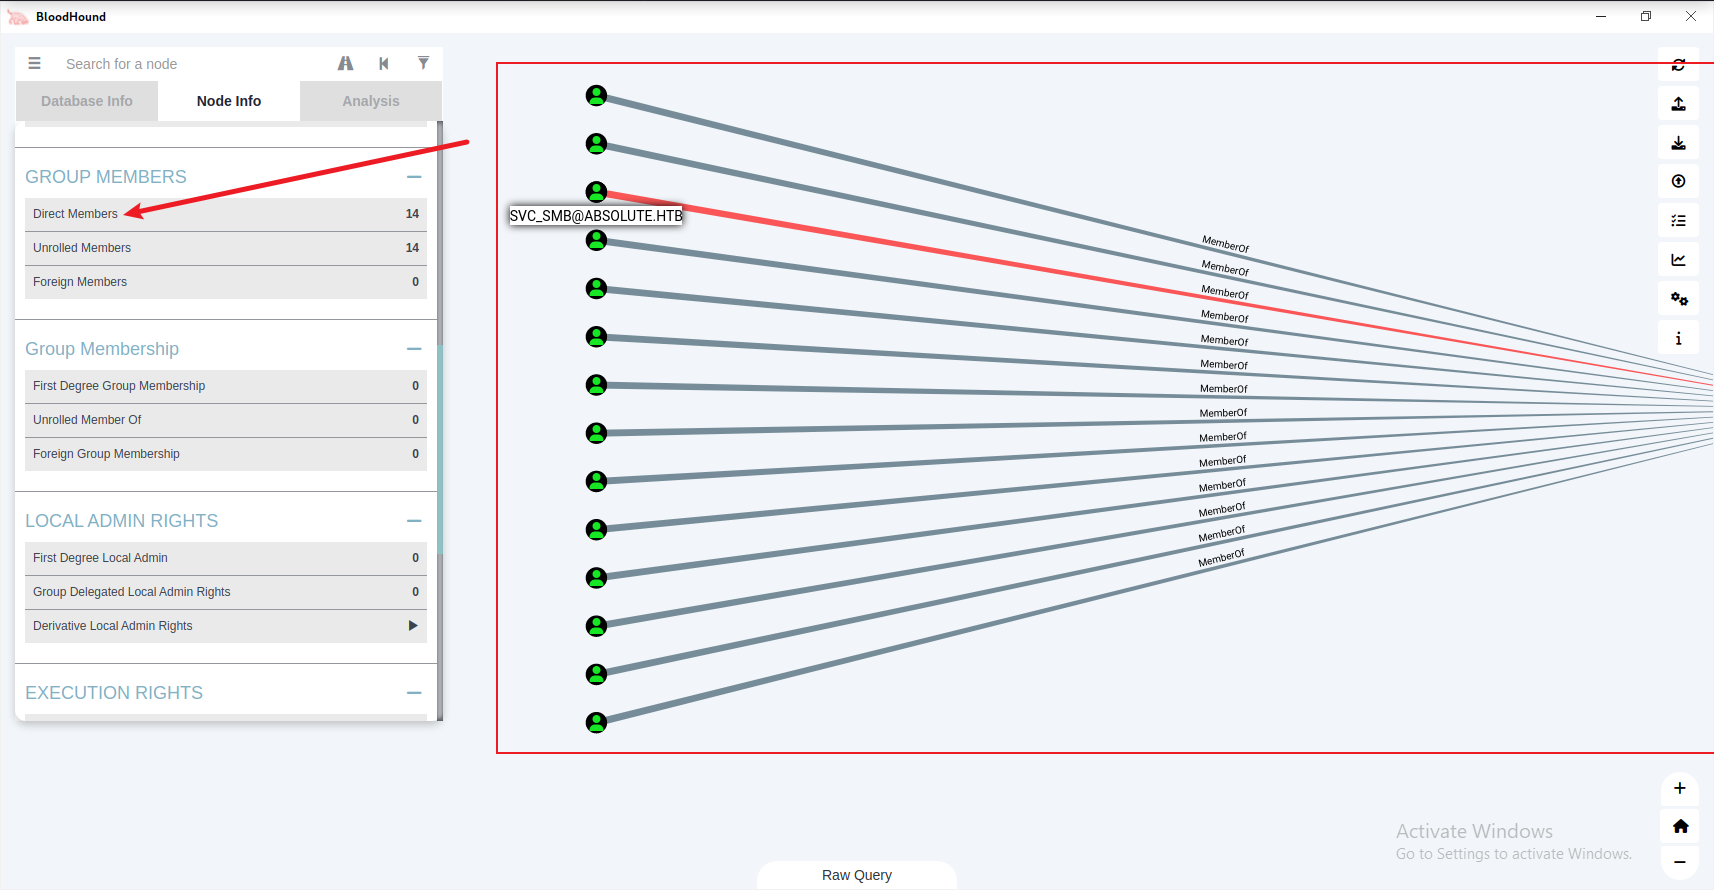 BloodHound
Search for a node
Database Info
Node Info
Analysis
GROUP MEMBERS
Direct Members 14
Unrolled Members 14
Foreign Members 0
Group Membership
First Degree Group Membership 0
Unrolled Member Of 0
Foreign Group Membership 0
LOCAL ADMIN RIGHTS
First Degree Local Admin 0
Group Delegated Local Admin Rights 0
Derivative Local Admin Rights
EXECUTION RIGHTS
SVC_SMB@ABSOLUTE.HTB
MemberOf
MemberOf
MemberOf
MemberOf
MemberOf
MemberOf
MemberOf
MemberOf
MemberOf
MemberOf
MemberOf
MemberOf
MemberOf
MemberOf
Activate Windows
Go to Settings to activate Windows.
Raw Query